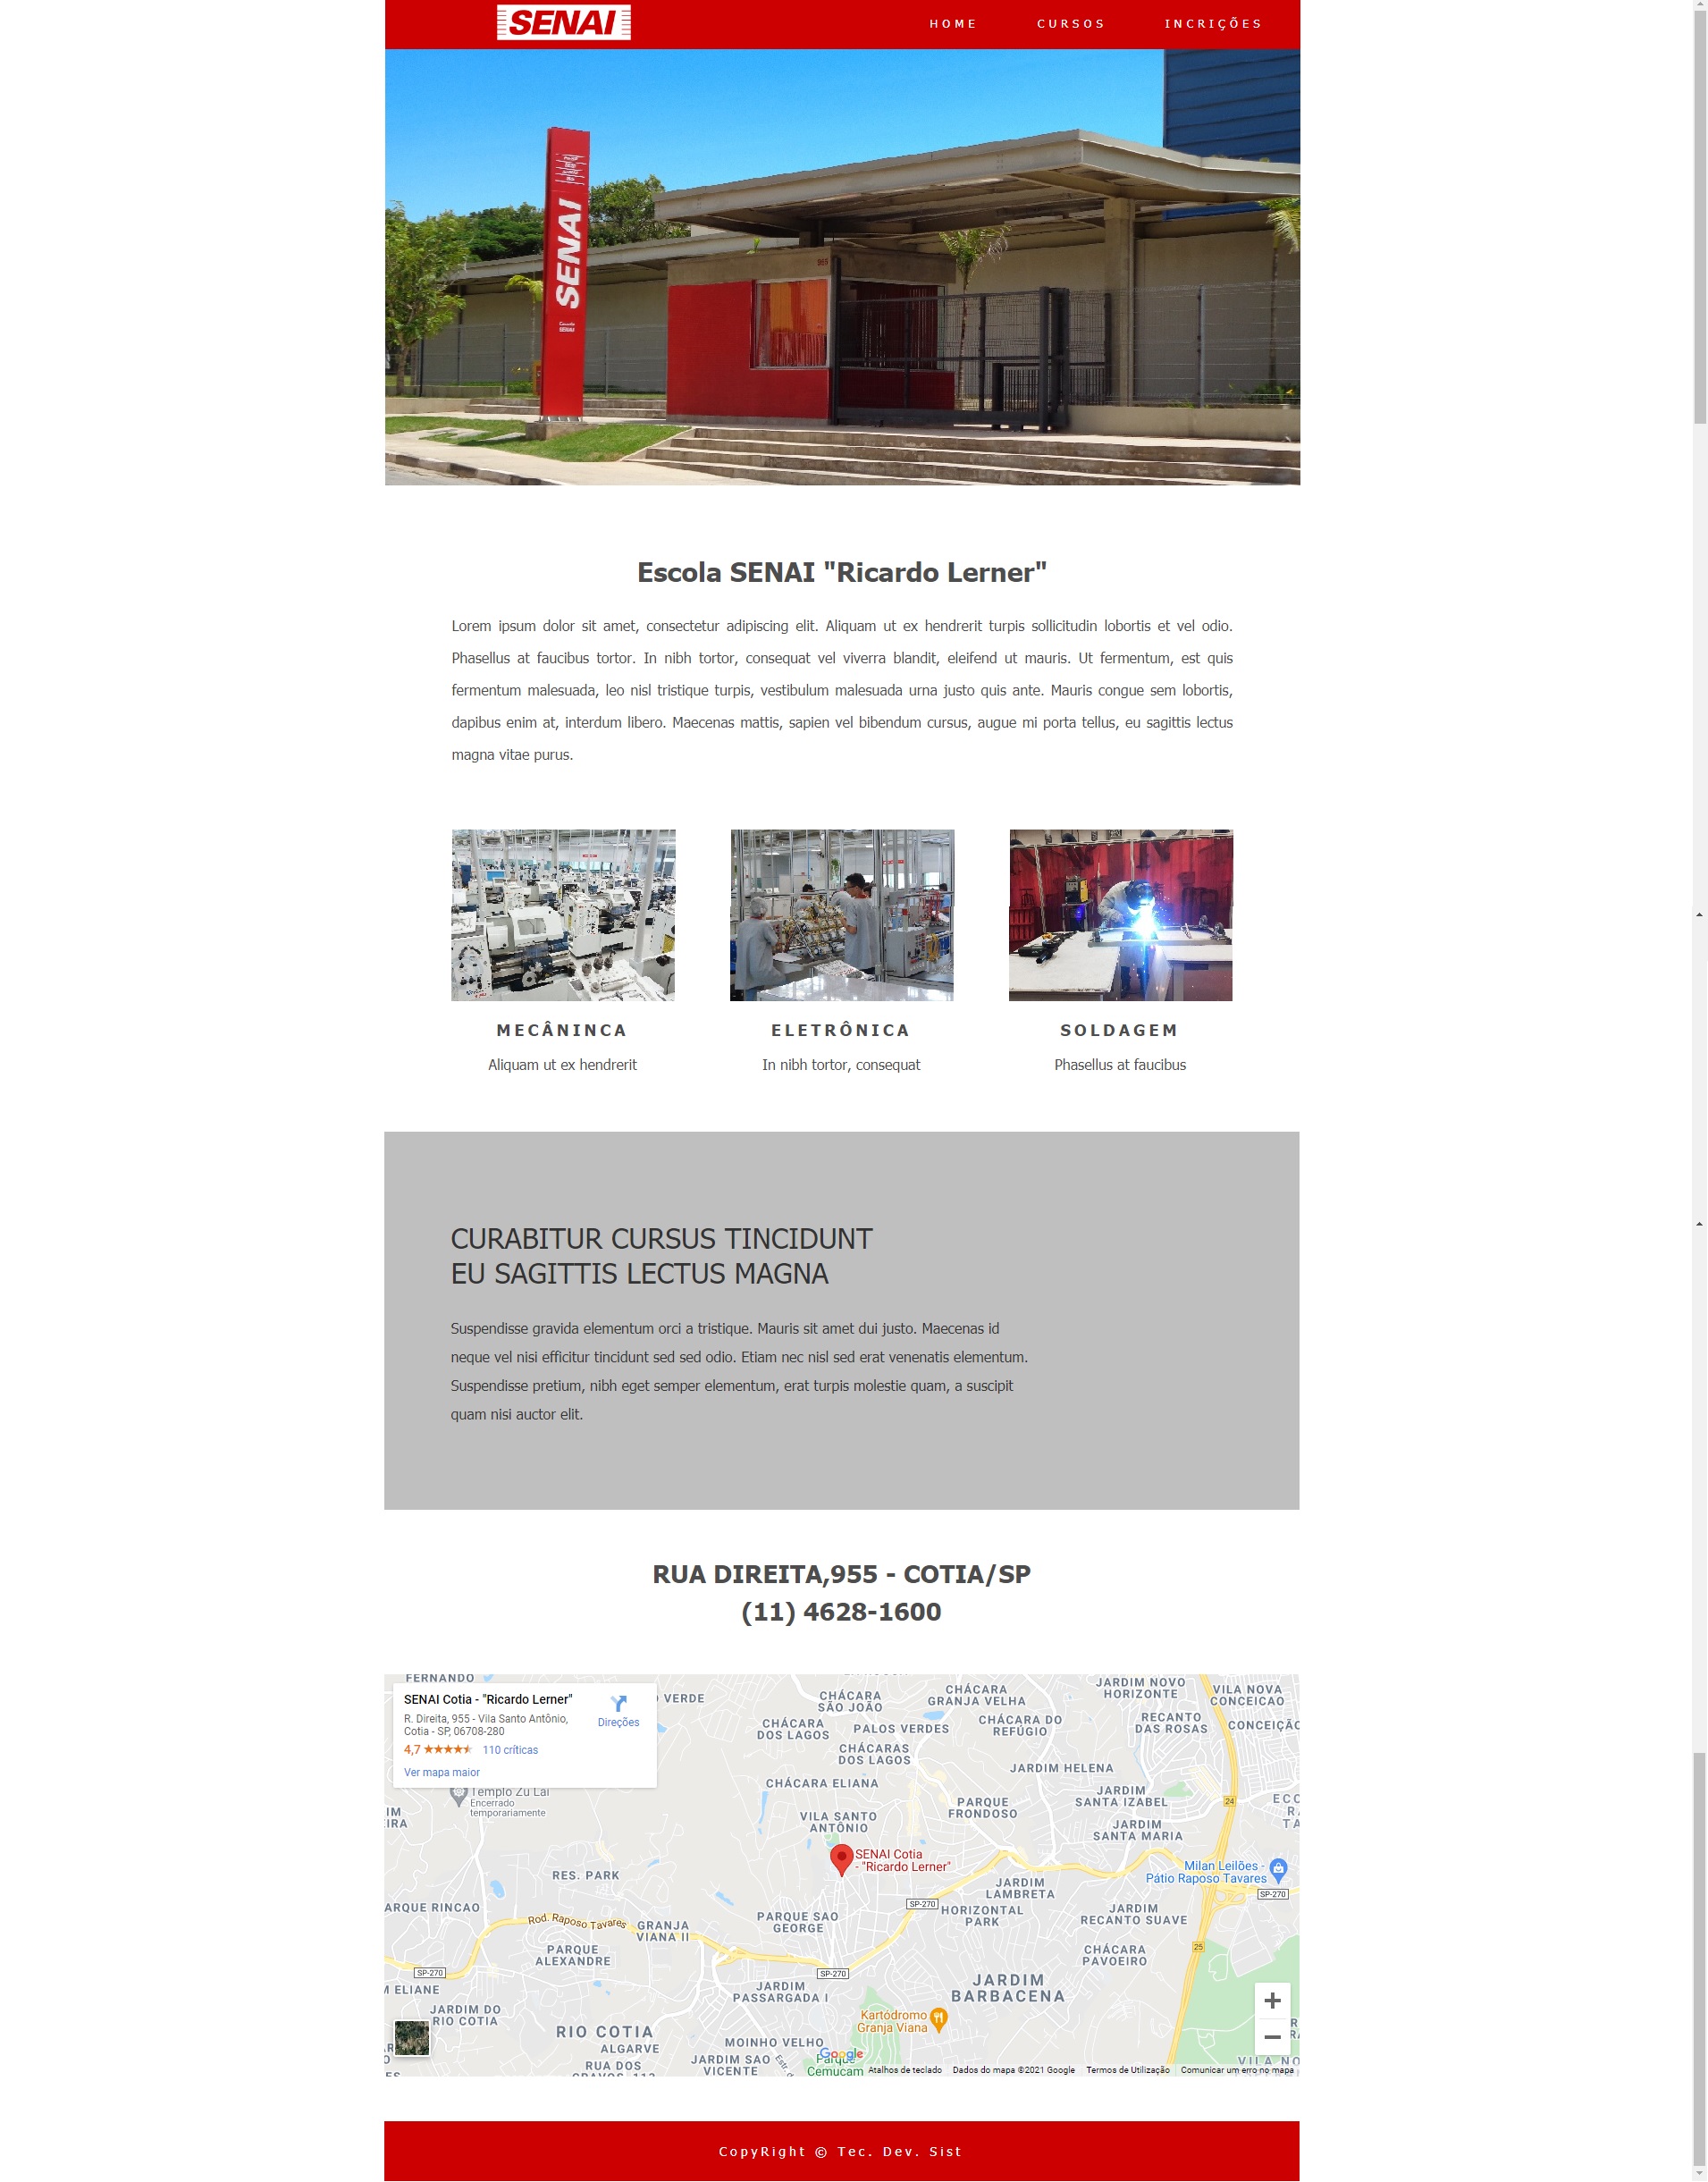 SENAI
HOME CURSOS INCRIÇÕES
SENAI
SENAI
955
Escola SENAI "Ricardo Lerner"
Lorem ipsum dolor sit amet, consectetur adipiscing elit. Aliquam ut ex hendrerit turpis sollicitudin lobortis et vel odio.
Phasellus at faucibus tortor. In nibh tortor, consequat vel viverra blandit, eleifend ut mauris. Ut fermentum, est quis
fermentum malesuada, leo nisl tristique turpis, vestibulum malesuada urna justo quis ante. Mauris congue sem lobortis,
dapibus enim at, interdum libero. Maecenas mattis, sapien vel bibendum cursus, augue mi porta tellus, eu sagittis lectus
magna vitae purus.
MECÂNINCA ELETRÔNICA SOLDAGEM
Aliquam ut ex hendrerit In nibh tortor, consequat Phasellus at faucibus
CURABITUR CURSUS TINCIDUNT
EU SAGITTIS LECTUS MAGNA
Suspendisse gravida elementum orci a tristique. Mauris sit amet dui justo. Maecenas id
neque vel nisi efficitur tincidunt sed sed odio. Etiam nec nisl sed erat venenatis elementum.
Suspendisse pretium, nibh eget semper elementum, erat turpis molestie quam, a suscipit
quam nisi auctor elit.
RUA DIREITA,955 - COTIA/SP
(11) 4628-1600
FERNANDO
SENAI Cotia - "Ricardo Lerner"
R. Direita, 955 - Vila Santo Antônio,
Cotia - SP, 06708-280
4,7 110 críticas
Ver mapa maior
Direções
VERDE
CHÁCARA
SÃO JOÃO
CHÁCARA
GRANJA VELHA
JARDIM NOVO
HORIZONTE
VILA NOVA
CONCEICAO
CHÁCARA
DOS LAGOS
PALOS VERDES
CHÁCARA DO
REFÚGIO
RECANTO
DAS ROSAS
CONCEIÇÃO
CHÁCARAS
DOS LAGOS
JARDIM HELENA
CHÁCARA ELIANA
Templo Zu Lai
Encerrado
temporariamente
PARQUE
FRONDOSO
JARDIM
SANTA IZABEL
24
ECO
R
TA
IM
IRA
VILA SANTO
ANTÔNIO
JARDIM
SANTA MARIA
SENAI Cotia
- "Ricardo Lerner"
Milan Leilões -
Pátio Raposo Tavares
RES. PARK
JARDIM
LAMBRETA
SP-270
SP-270
ARQUE RINCAO
HORIZONTAL
PARK
JARDIM
RECANTO SUAVE
Rod. Raposo Tavares
GRANJA
VIANA II
PARQUE SAO
GEORGE
PARQUE
ALEXANDRE
25
CHÁCARA
PAVOEIRO
SP-270
SP-270
M ELIANE
JARDIM
PASSARGADA I
JARDIM
BARBACENA
JARDIM DO
RIO COTIA
Kartódromo
Granja Viana
RIO COTIA
ALGARVE
MOINHO VELHO
JARDIM SAO
VICENTE
Estr.
RUA DOS
Google
Parque
Cemucam
VILA NO
Atalhos de teclado Dados do mapa ©2021 Google Termos de Utilização Comunicar um erro no mapa
CopyRight © Tec. Dev. Sist